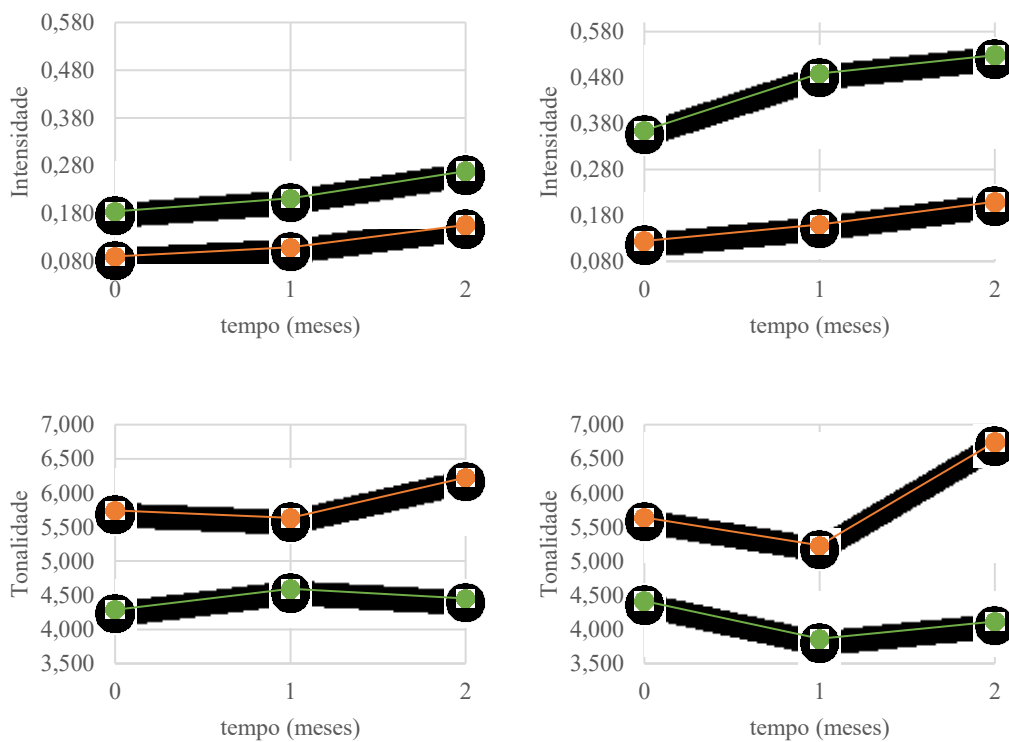 0,580
0,480
0,380
0,280
0,180
0,080
Intensidade
0 1 2
tempo (meses)
0,580
0,480
0,380
0,280
0,180
0,080
Intensidade
0 1 2
tempo (meses)
7,000
6,500
6,000
5,500
5,000
4,500
4,000
3,500
Tonalidade
0 1 2
tempo (meses)
7,000
6,500
6,000
5,500
5,000
4,500
4,000
3,500
Tonalidade
0 1 2
tempo (meses)